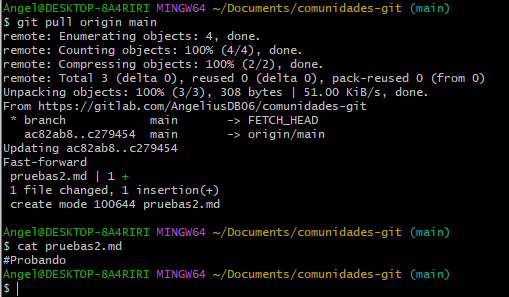 Angel@DESKTOP-8A4RIRI MINGW64 ~/Documents/comunidades-git (main)
$ git pull origin main
remote: Enumerating objects: 4, done.
remote: Counting objects: 100% (4/4), done.
remote: Compressing objects: 100% (2/2), done.
remote: Total 3 (delta 0), reused 0 (delta 0), pack-reused 0 (from 0)
Unpacking objects: 100% (3/3), 308 bytes | 51.00 KiB/s, done.
From https://gitlab.com/AngeliusDB06/comunidades-git
 * branch            main       -> FETCH_HEAD
   ac82ab8..c279454  main       -> origin/main
Updating ac82ab8..c279454
Fast-forward
 pruebas2.md | 1 +
 1 file changed, 1 insertion(+)
 create mode 100644 pruebas2.md
Angel@DESKTOP-8A4RIRI MINGW64 ~/Documents/comunidades-git (main)
$ cat pruebas2.md
#Probando
Angel@DESKTOP-8A4RIRI MINGW64 ~/Documents/comunidades-git (main)
$